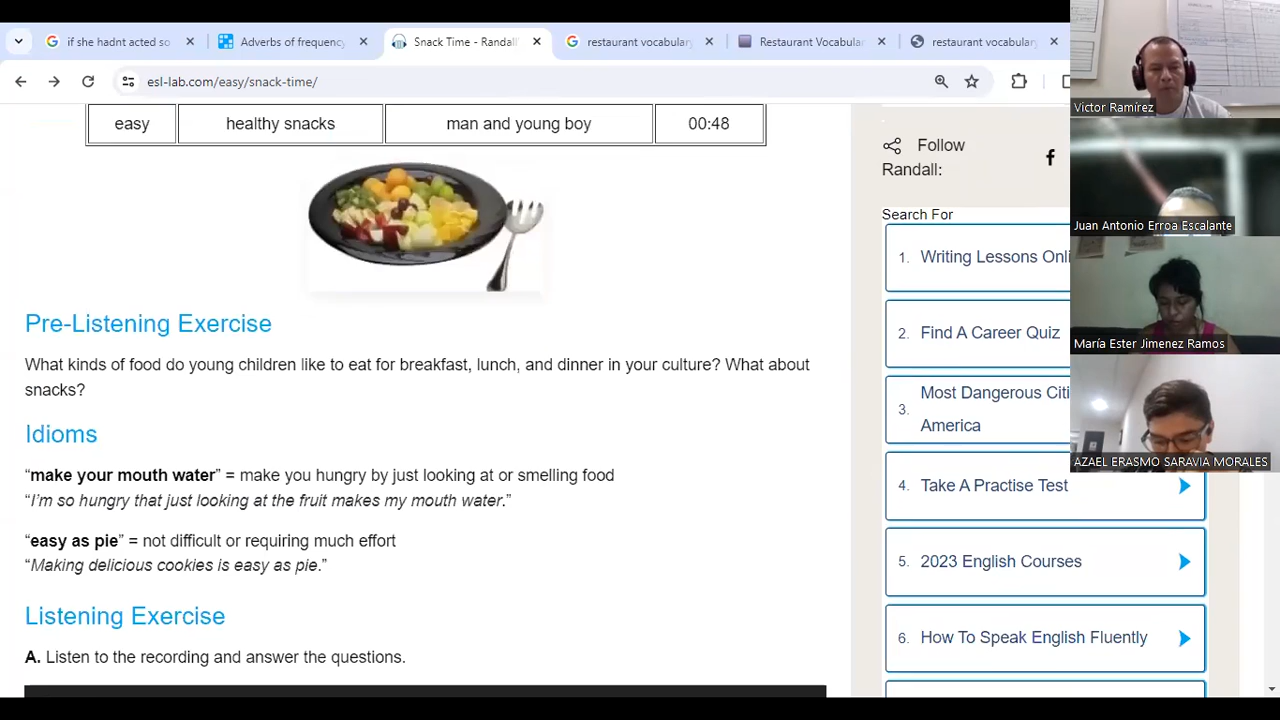 if she hadnt acted so
Adverbs of frequency
Snack Time - Randall'
restaurant vocabulary
Restaurant Vocabular
restaurant vocabulary
esl-lab.com/easy/snack-time/
easy healthy snacks man and young boy 00:48
Pre-Listening Exercise
What kinds of food do young children like to eat for breakfast, lunch, and dinner in your culture? What about
snacks?
Idioms
“make your mouth water” = make you hungry by just looking at or smelling food
“I’m so hungry that just looking at the fruit makes my mouth water.”
“easy as pie” = not difficult or requiring much effort
“Making delicious cookies is easy as pie.”
Listening Exercise
A. Listen to the recording and answer the questions.
Follow
Randall:
Search For
1. Writing Lessons Onli
2. Find A Career Quiz
3. Most Dangerous Citi
America
4. Take A Practise Test
5. 2023 English Courses
6. How To Speak English Fluently
Víctor Ramírez
Juan Antonio Erroa Escalante
María Ester Jimenez Ramos
AZAEL ERASMO SARAVIA MORALES